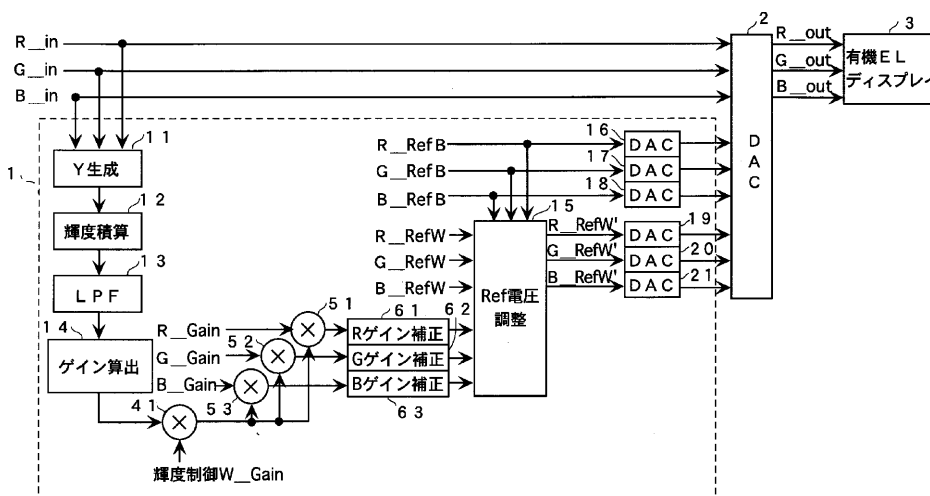 2
3
R__in
R__out
G__in
G__out
有機EL
ディスプレイ
B__in
B__out
DAC
1
11
Y生成
12
輝度積算
13
LPF
14
ゲイン算出
R__RefB
16
DAC
G__RefB
17
DAC
B__RefB
18
DAC
15
R__RefW
G__RefW
B__RefW
Ref電圧
調整
R__RefW'
19
DAC
G__RefW'
20
DAC
B__RefW'
21
DAC
51
61
62
R__Gain
×
Rゲイン補正
52
G__Gain
×
Gゲイン補正
B__Gain
×
Bゲイン補正
53
63
41
×
輝度制御W__Gain